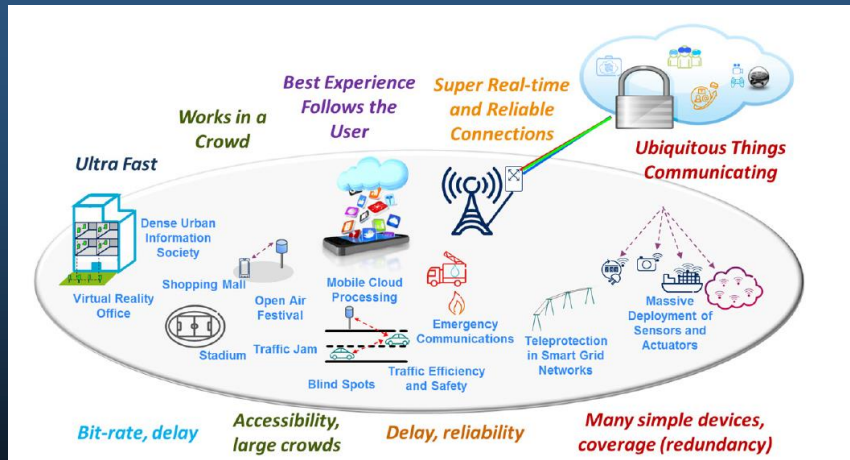 Best Experience
Follows the
User
Super Real-time
and Reliable
Connections
Works in a
Crowd
Ubiquitous Things
Communicating
Ultra Fast
Dense Urban
Information
Society
Virtual Reality
Office
Shopping Mall
Open Air
Festival
Stadium
Mobile Cloud
Processing
Traffic Jam
Blind Spots
Emergency
Communications
Traffic Efficiency
and Safety
Teleprotection
in Smart Grid
Networks
Massive
Deployment of
Sensors and
Actuators
Bit-rate, delay
Accessibility,
large crowds
Delay, reliability
Many simple devices,
coverage (redundancy)